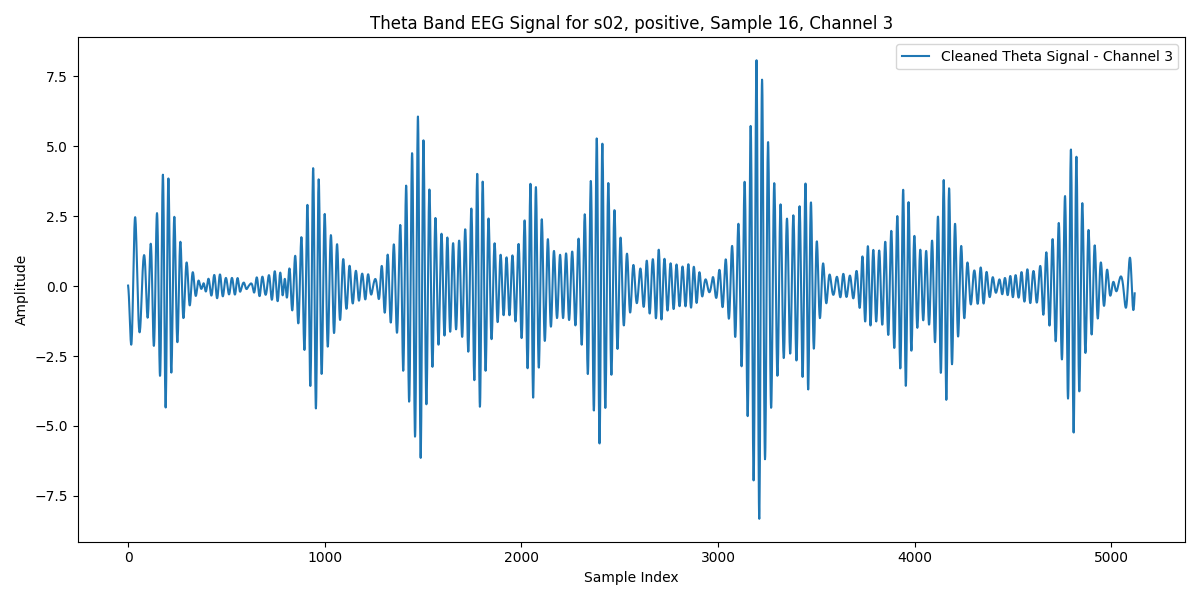 Theta Band EEG Signal for s02, positive, Sample 16, Channel 3
Cleaned Theta Signal - Channel 3
Amplitude
7.5
5.0
2.5
0.0
−2.5
−5.0
−7.5
0 1000 2000 3000 4000 5000
Sample Index